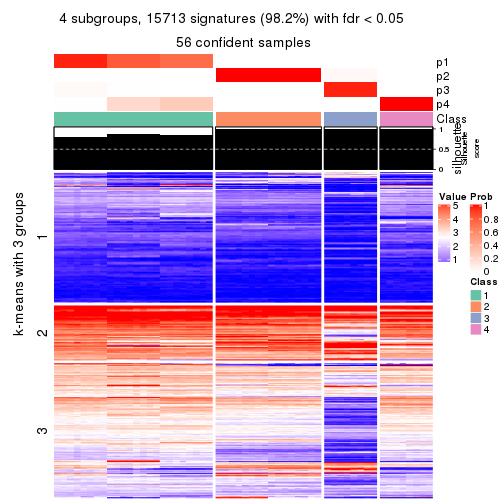 4 subgroups, 15713 signatures (98.2%) with fdr < 0.05
56 confident samples
p1
p2
p3
p4
Class
1
0.5
0
silhouette
Silhouette
score
k-means with 3 groups
1
2
3
Value
5
4
3
2
1
Prob
1
0.8
0.6
0.4
0.2
0
Class
1
2
3
4